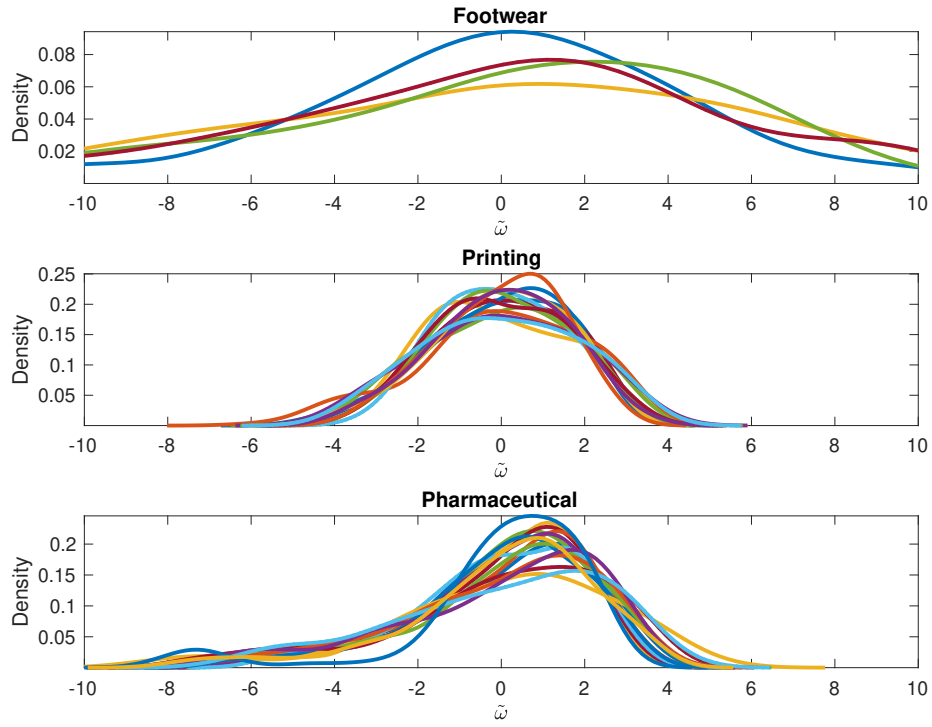 Footwear
Density
0.08
0.06
0.04
0.02
-10 -8 -6 -4 -2 0 2 4 6 8 10
ω̃
Printing
Density
0.25
0.2
0.15
0.1
0.05
-10 -8 -6 -4 -2 0 2 4 6 8 10
ω̃
Pharmaceutical
Density
0.2
0.15
0.1
0.05
-10 -8 -6 -4 -2 0 2 4 6 8 10
ω̃